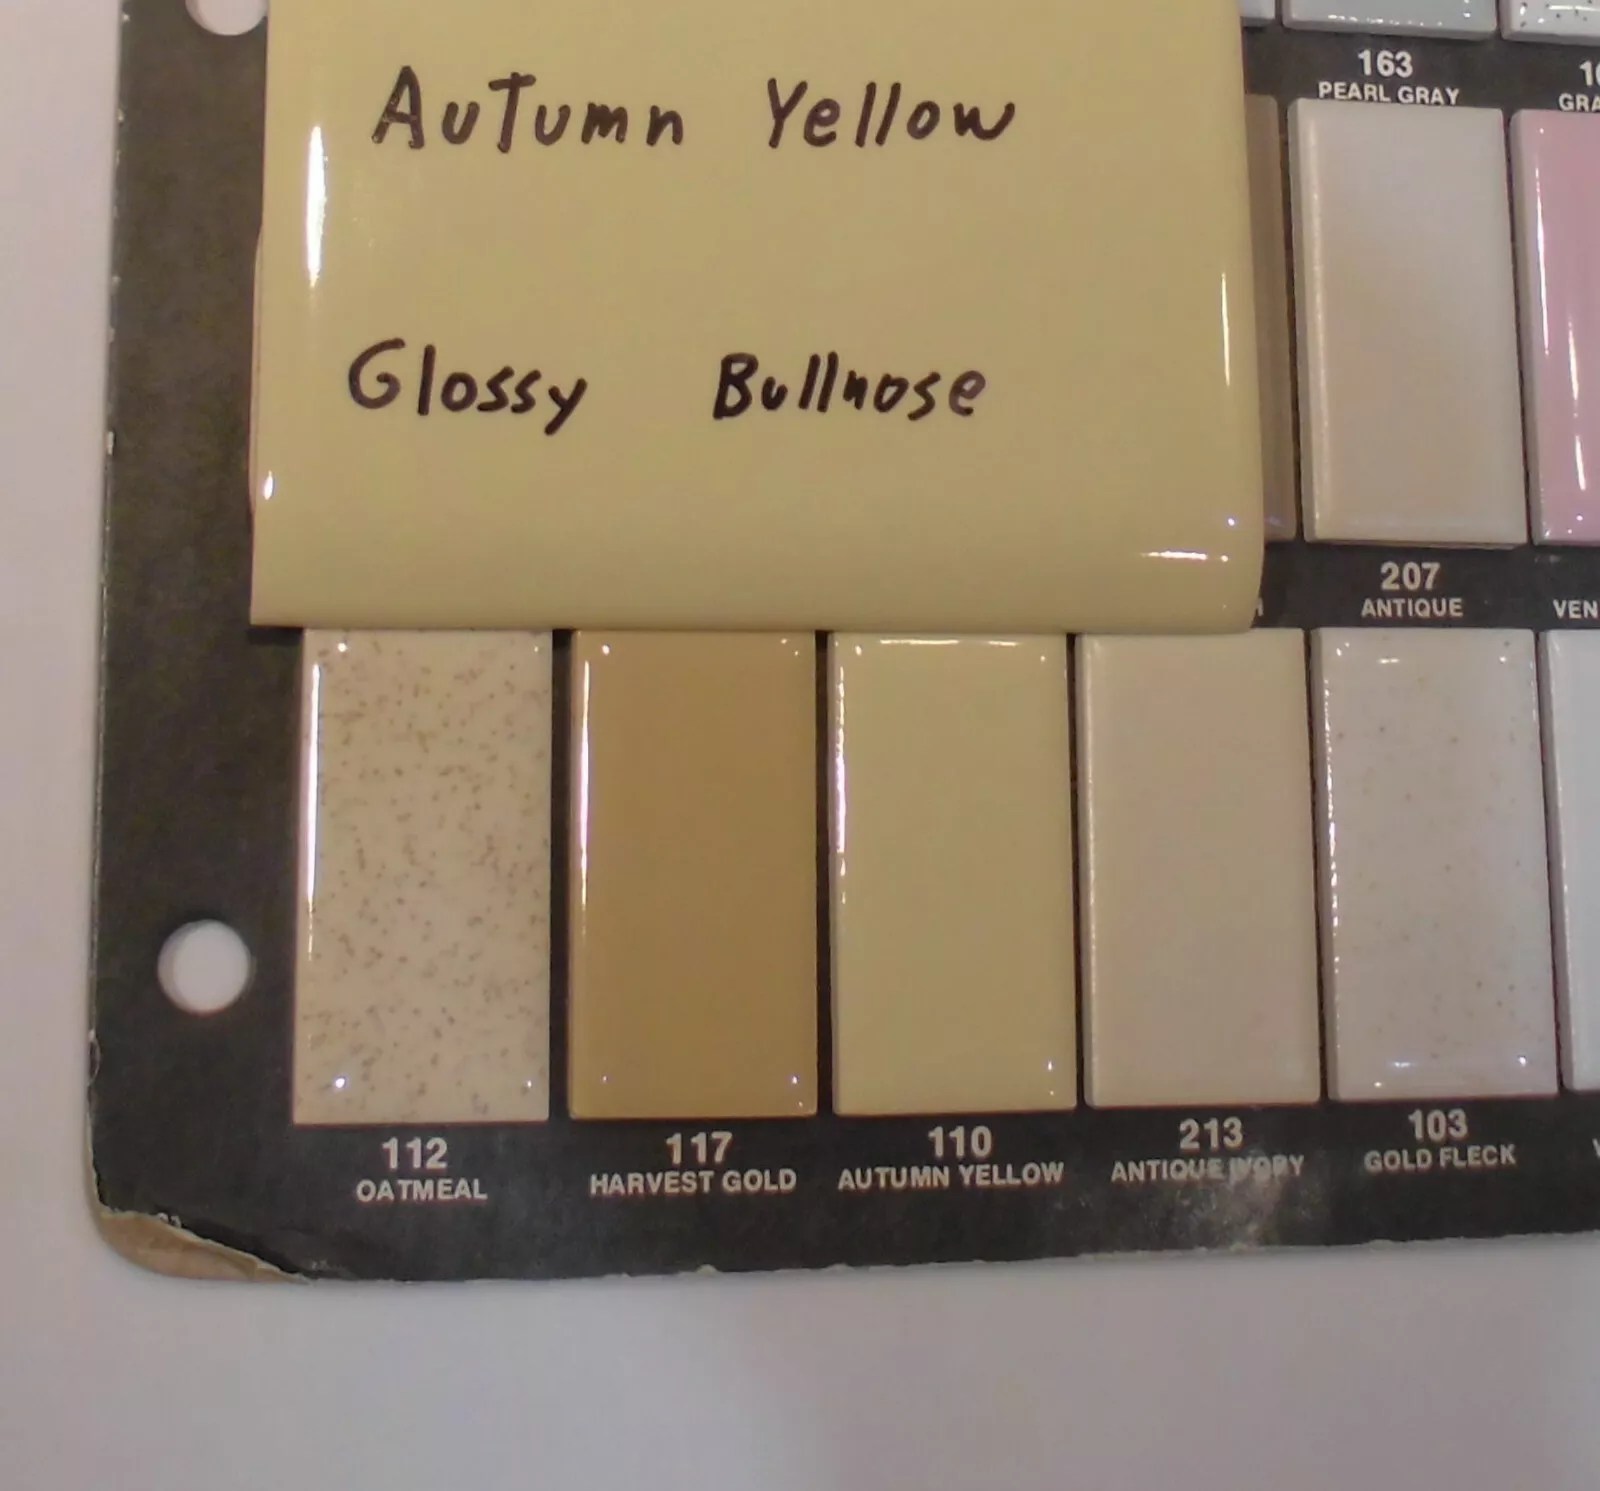 Autumn Yellow
Glossy Bullnose
163
PEARL GRAY
207
ANTIQUE
112
OATMEAL
117
HARVEST GOLD
110
AUTUMN YELLOW
213
ANTIQUE IVORY
103
GOLD FLECK